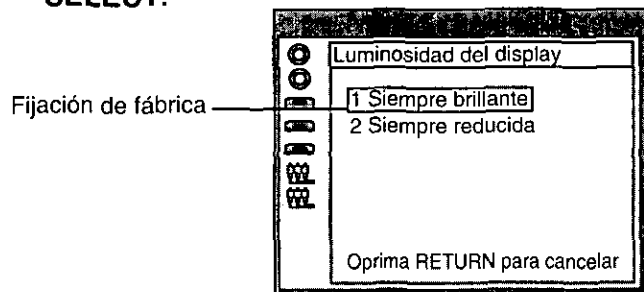 SELECT.
Luminosidad del display
Fijación de fábrica
1 Siempre brillante
2 Siempre reducida
Oprima RETURN para cancelar